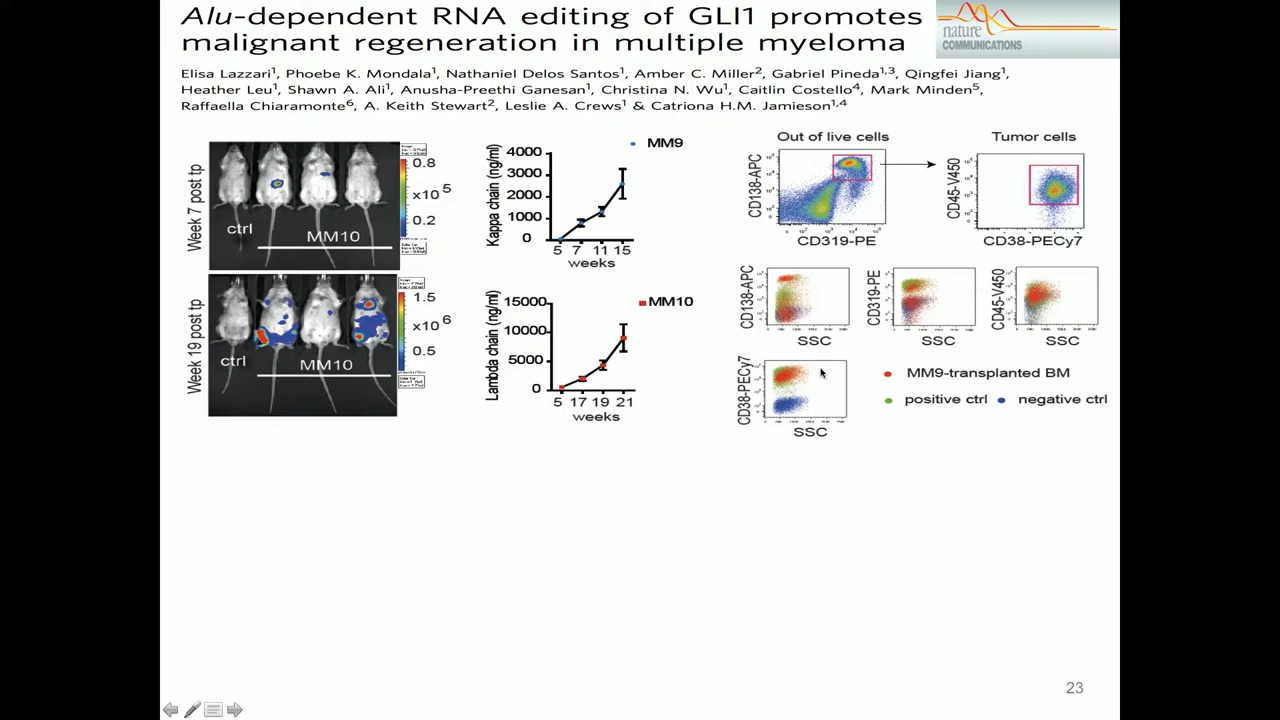 Alu-dependent RNA editing of GLI1 promotes
malignant regeneration in multiple myeloma
nature
COMMUNICATIONS
Elisa Lazzari1, Phoebe K. Mondala1, Nathaniel Delos Santos1, Amber C. Miller2, Gabriel Pineda1,3, Qingfei Jiang1,
Heather Leu1, Shawn A. Ali1, Anusha-Preethi Ganesan1, Christina N. Wu1, Caitlin Costello4, Mark Minden5,
Raffaella Chiaramonte6, A. Keith Stewart2, Leslie A. Crews1 & Catriona H.M. Jamieson1,4
Week 7 post tp
ctrl
MM10
0.8
x10 5
0.2
Week 19 post tp
ctrl
MM10
1.5
x10 6
0.5
MM9
Kappa chain (ng/ml)
4000
3000
2000
1000
0
5 7 11 15
weeks
MM10
Lambda chain (ng/ml)
15000
10000
5000
0
5 17 19 21
weeks
Out of live cells
Tumor cells
CD138-APC
CD319-PE
CD45-V450
CD38-PECy7
CD138-APC
SSC
CD319-PE
SSC
CD45-V450
SSC
CD38-PECy7
SSC
MM9-transplanted BM
positive ctrl
negative ctrl
23